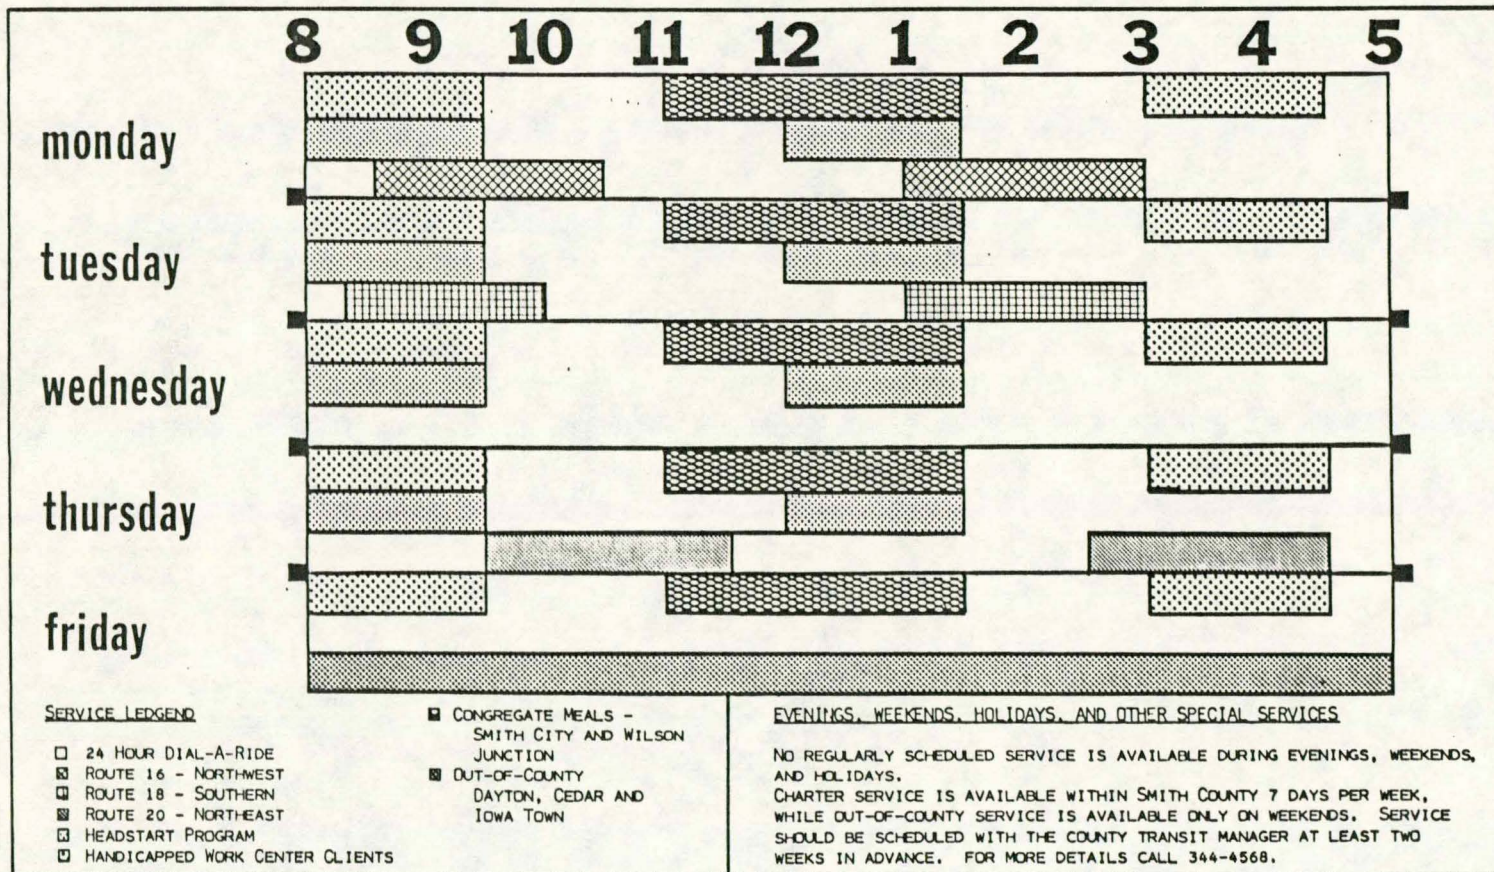 8 9 10 11 12 1 2 3 4 5
monday
tuesday
wednesday
thursday
friday
SERVICE LEDGEND
24 HOUR DIAL-A-RIDE
ROUTE 16 - NORTHWEST
ROUTE 18 - SOUTHERN
ROUTE 20 - NORTHEAST
HEADSTART PROGRAM
HANDICAPPED WORK CENTER CLIENTS
CONGREGATE MEALS -
SMITH CITY AND WILSON
JUNCTION
OUT-OF-COUNTY
DAYTON, CEDAR AND
IOWA TOWN
EVENINGS, WEEKENDS, HOLIDAYS, AND OTHER SPECIAL SERVICES
NO REGULARLY SCHEDULED SERVICE IS AVAILABLE DURING EVENINGS, WEEKENDS,
AND HOLIDAYS.
CHARTER SERVICE IS AVAILABLE WITHIN SMITH COUNTY 7 DAYS PER WEEK,
WHILE OUT-OF-COUNTY SERVICE IS AVAILABLE ONLY ON WEEKENDS. SERVICE
SHOULD BE SCHEDULED WITH THE COUNTY TRANSIT MANAGER AT LEAST TWO
WEEKS IN ADVANCE. FOR MORE DETAILS CALL 344-4568.